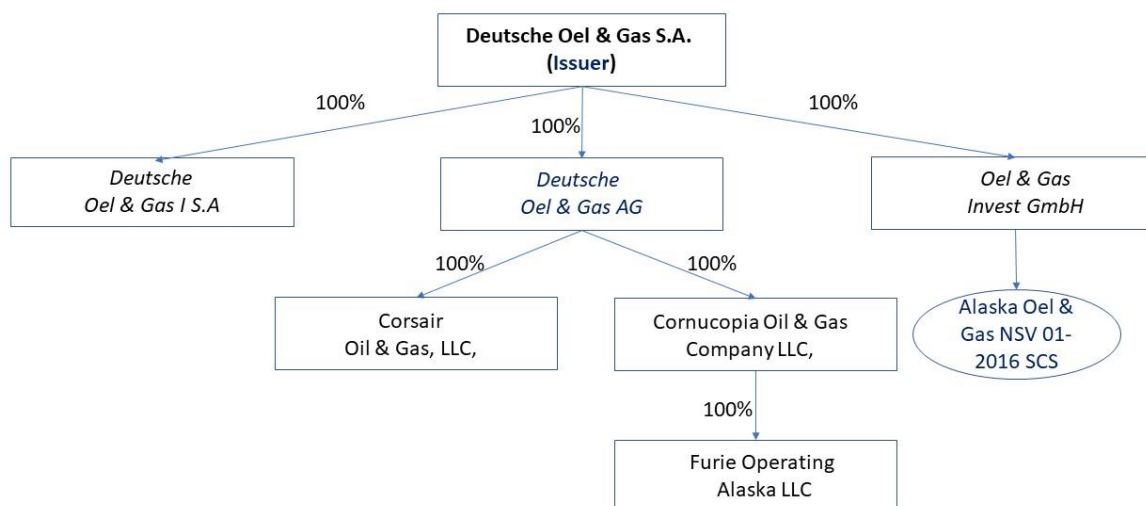 Deutsche Oel & Gas S.A.
(Issuer)
100%
100%
100%
Deutsche
Oel & Gas I S.A
Deutsche
Oel & Gas AG
Oel & Gas
Invest GmbH
100%
100%
Corsair
Oil & Gas, LLC,
Cornucopia Oil & Gas
Company LLC,
Alaska Oel &
Gas NSV 01-
2016 SCS
100%
Furie Operating
Alaska LLC